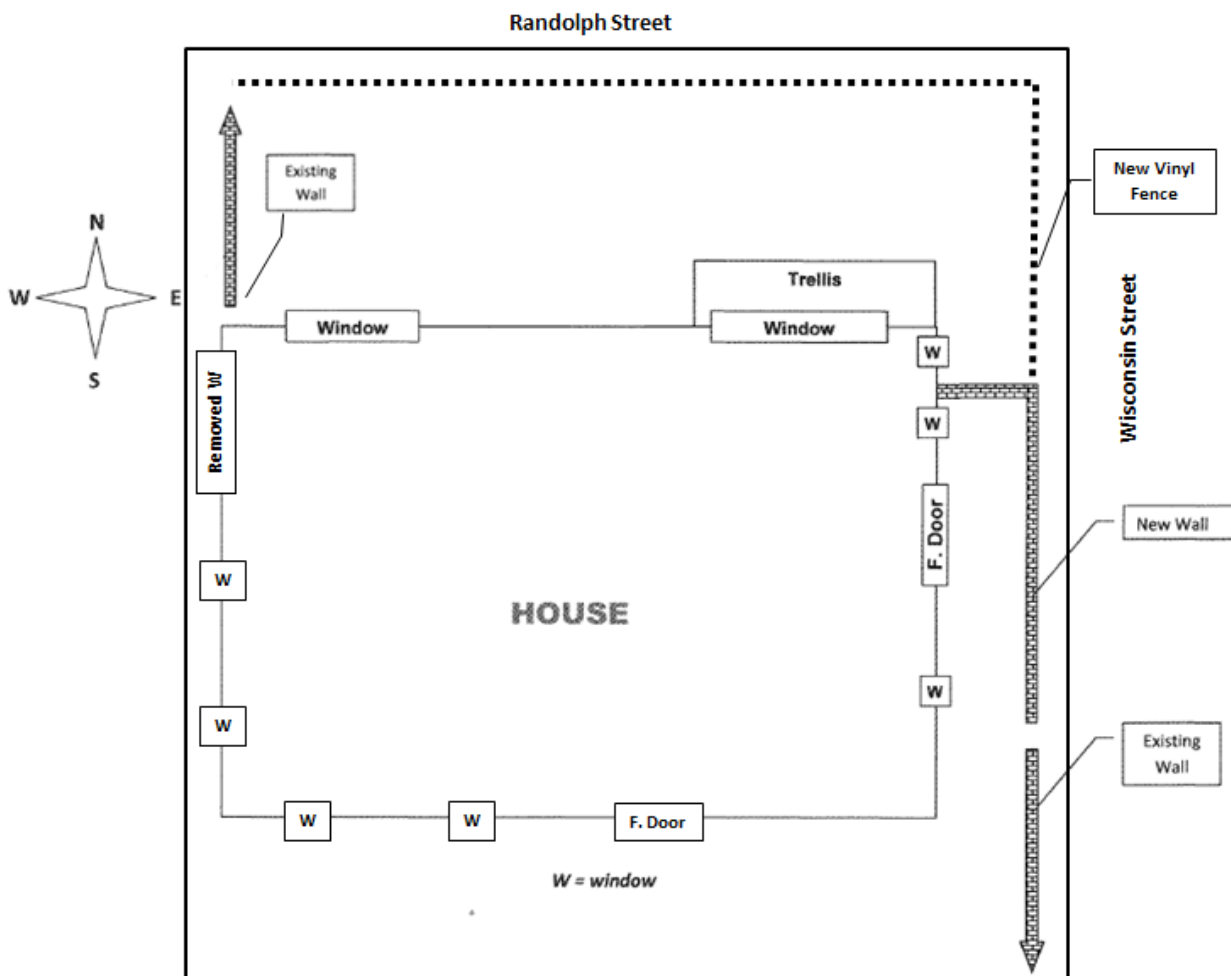 Randolph Street
Existing
Wall
New Vinyl
Fence
N
W
E
S
Trellis
Window
Window
W
Wisconsin Street
Removed W
W
F. Door
New Wall
W
HOUSE
W
W
Existing
Wall
W
W
F. Door
W = window